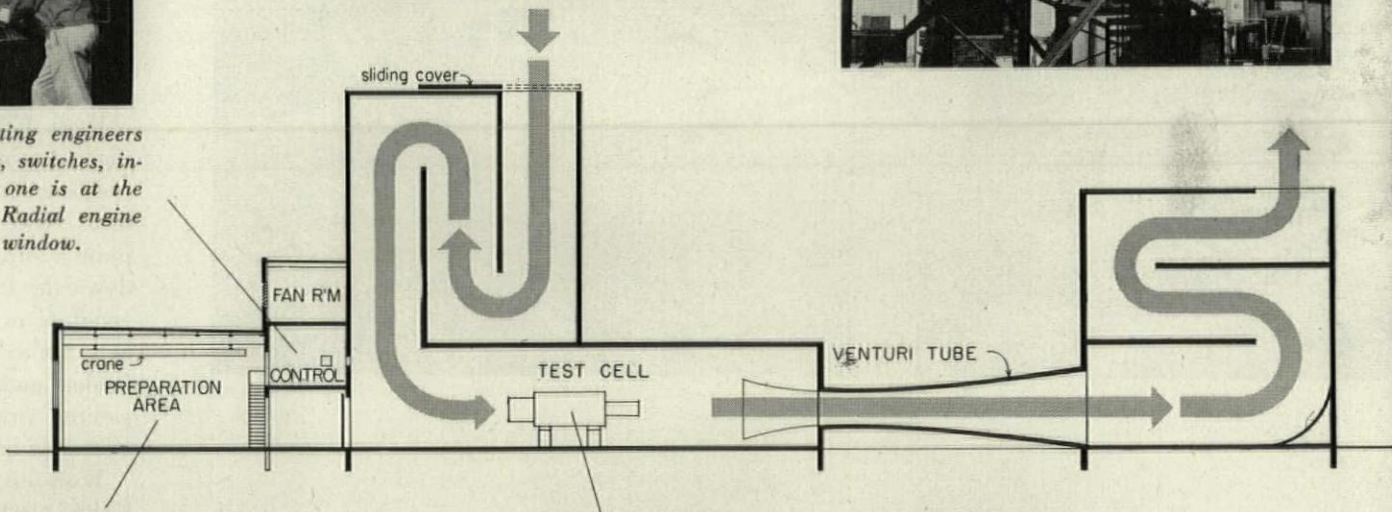 sliding cover
ting engineers
, switches, in-
one is at the
Radial engine
window.
FAN R'M
crane
CONTROL
PREPARATION
AREA
TEST CELL
VENTURI TUBE